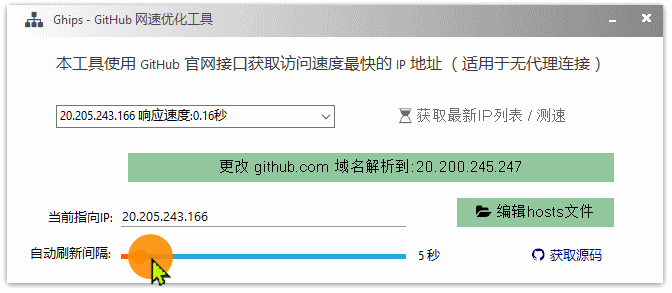 Ghips - GitHub 网速优化工具
本工具使用 GitHub 官网接口获取访问速度最快的 IP 地址 （适用于无代理连接）
20.205.243.166 响应速度:0.16秒
获取最新IP列表 / 测速
更改 github.com 域名解析到:20.200.245.247
编辑hosts文件
当前指向IP: 20.205.243.166
自动刷新间隔: 5 秒
获取源码